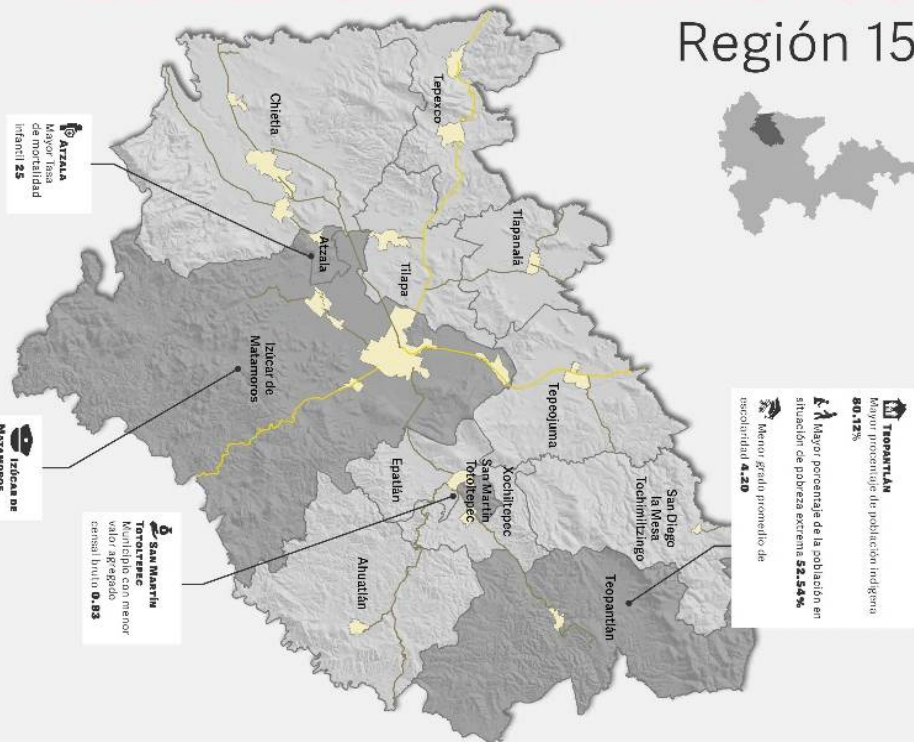 Región 15
Tepexco
Chietla
Tlapanalá
Atzala
Tilapa
Izúcar de
Matamoros
Tepeojuma
San Diego
la Mesa
Tochimiltzingo
Xochiltepec
San Martín
Totoltepec
Epatlán
Ahuatlán
Teopantlán
ATZALA
Mayor Tasa
de mortalidad
infantil 25
TEOPANTLÁN
Mayor procentaje de población indígena
80.12%
Mayor porcentaje de la población en
situación de pobreza extrema 52.54%
Menor grado promedio de
escolaridad 4.20
SAN MARTÍN
TOTOLTEPEC
Municipio con menor
valor agregado
censal bruto 0.83
IZÚCAR DE
MATAMOROS